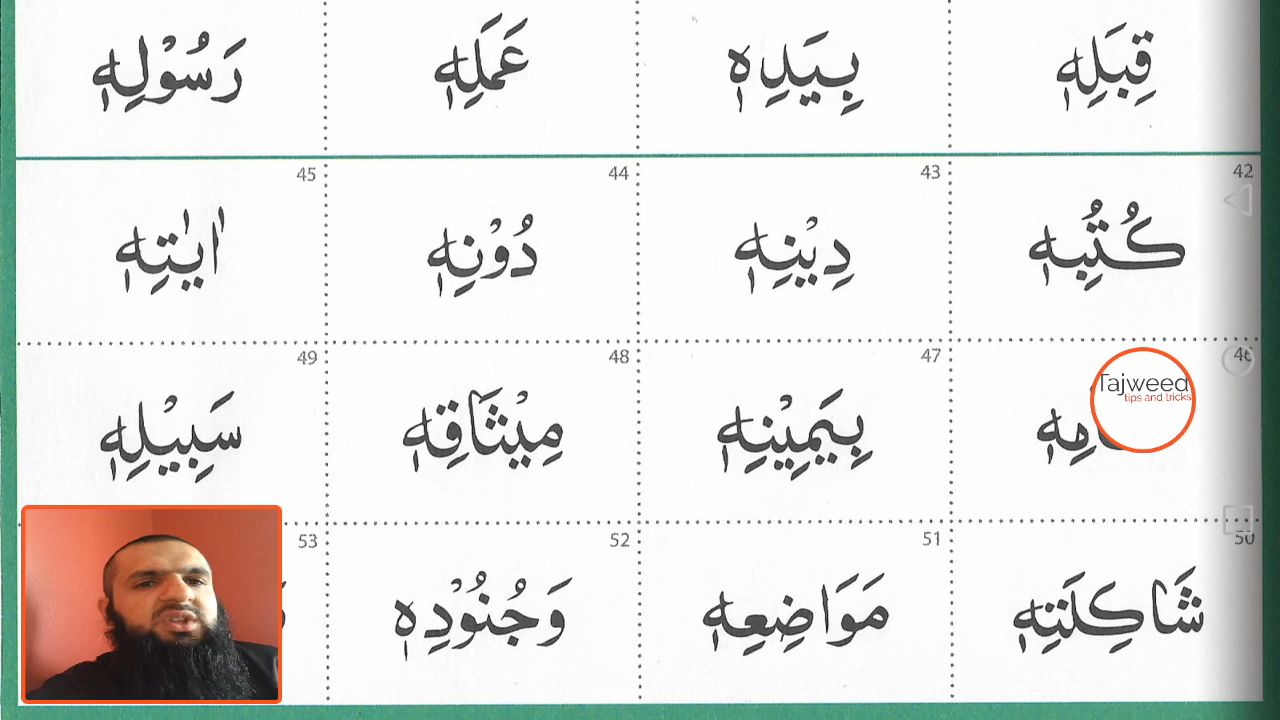 قِبَلِهٖ بِيَدِهٖ عَمَلِهٖ رَسُوْلِهٖ
42 43 44 45
كُتُبِهٖ دِيْنِهٖ دُوْنِهٖ اٰيٰتِهٖ
46 47 48 49
Tajweed
tips and tricks
بِيَمِيْنِهٖ مِيْثَاقِهٖ سَبِيْلِهٖ
50 51 52 53
شَاكِلَتِهٖ مَوَاضِعِهٖ وَجُنُوْدِهٖ